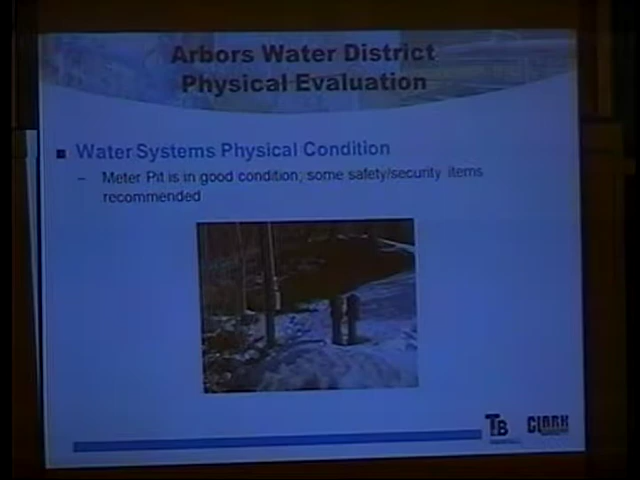 Arbors Water District
Physical Evaluation
Water Systems Physical Condition
– Meter Pit is in good condition; some safety/security items
recommended
TB
CLARK